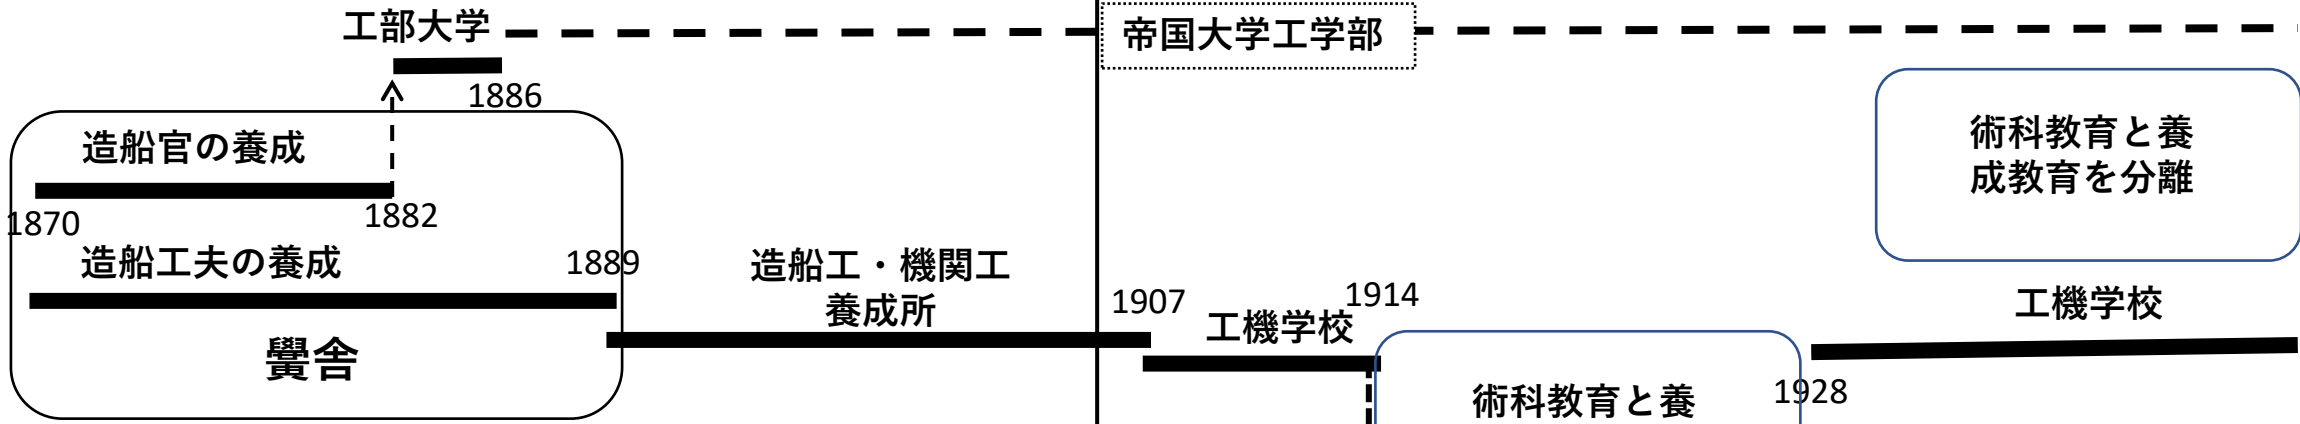 工部大学
帝国大学工学部
1886
造船官の養成
術科教育と養
成教育を分離
1870
1882
造船工夫の養成
1889
造船工・機関工
養成所
1907
1914
工機学校
工機学校
黌舎
術科教育と養
1928